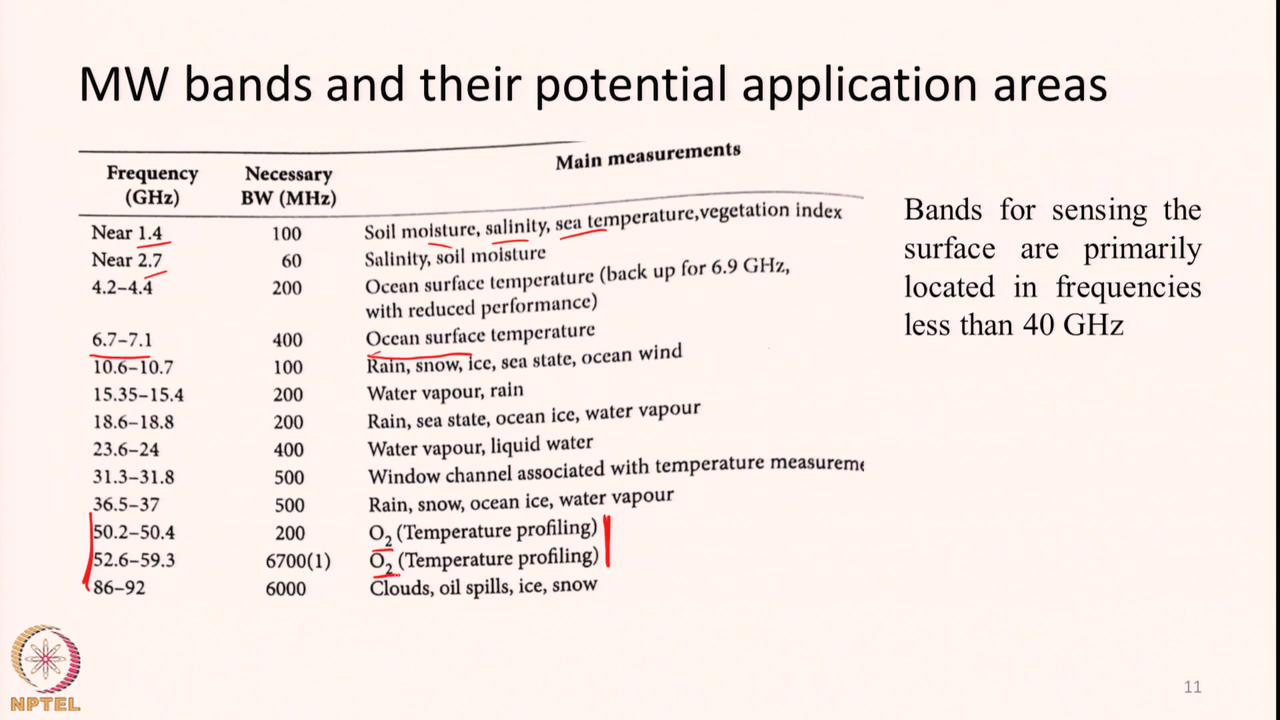 MW bands and their potential application areas
Frequency (GHz) Necessary BW (MHz) Main measurements
Near 1.4 100 Soil moisture, salinity, sea temperature,vegetation index
Near 2.7 60 Salinity, soil moisture
4.2–4.4 200 Ocean surface temperature (back up for 6.9 GHz,
with reduced performance)
6.7–7.1 400 Ocean surface temperature
10.6–10.7 100 Rain, snow, ice, sea state, ocean wind
15.35–15.4 200 Water vapour, rain
18.6–18.8 200 Rain, sea state, ocean ice, water vapour
23.6–24 400 Water vapour, liquid water
31.3–31.8 500 Window channel associated with temperature measureme
36.5–37 500 Rain, snow, ocean ice, water vapour
50.2–50.4 200 O₂ (Temperature profiling)
52.6–59.3 6700(1) O₂ (Temperature profiling)
86–92 6000 Clouds, oil spills, ice, snow
Bands for sensing the
surface are primarily
located in frequencies
less than 40 GHz
NPTEL
11